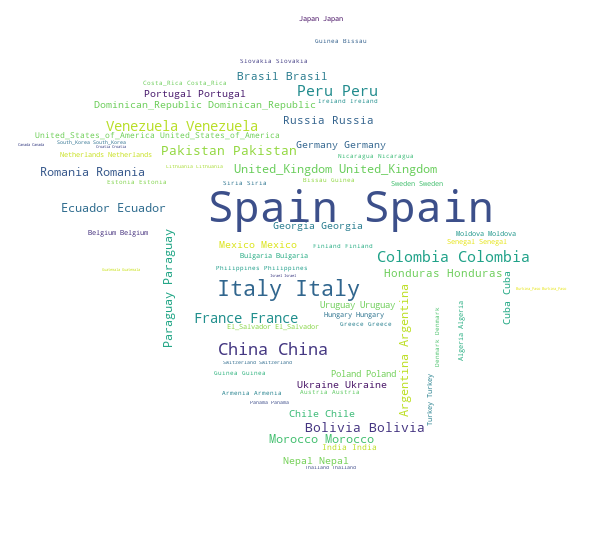 Japan Japan
Guinea Bissau
Slovakia Slovakia
Brasil Brasil
Costa_Rica Costa_Rica
Peru Peru
Portugal Portugal
Ireland Ireland
Dominican_Republic Dominican_Republic
Russia Russia
Venezuela Venezuela
United_States_of_America United_States_of_America
South_Korea South_Korea
Canada Canada
Croatia Croatia
Germany Germany
Pakistan Pakistan
Netherlands Netherlands
Nicaragua Nicaragua
Lithuania Lithuania
United_Kingdom United_Kingdom
Romania Romania
Estonia Estonia
Siria Siria
Bissau Guinea
Sweden Sweden
Spain Spain
Ecuador Ecuador
Georgia Georgia
Belgium Belgium
Moldova Moldova
Senegal Senegal
Mexico Mexico
Finland Finland
Bulgaria Bulgaria
Colombia Colombia
Philippines Philippines
Honduras Honduras
Israel Israel
Paraguay Paraguay
Italy Italy
Cuba Cuba
Uruguay Uruguay
France France
Hungary Hungary
Greece Greece
El_Salvador El_Salvador
Argentina Argentina
Denmark Denmark
Algeria Algeria
China China
Switzerland Switzerland
Guinea Guinea
Poland Poland
Ukraine Ukraine
Armenia Armenia
Austria Austria
Turkey Turkey
Panama Panama
Chile Chile
Bolivia Bolivia
Morocco Morocco
India India
Nepal Nepal
Thailand Thailand